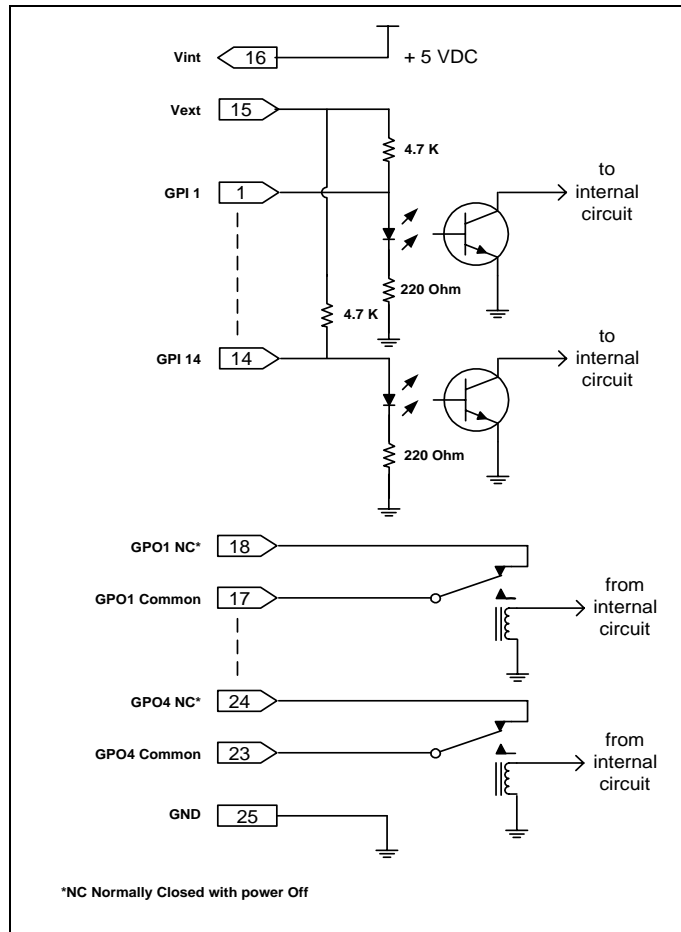 Vint 16 + 5 VDC
Vext 15
4.7 K
GPI 1 1
to
internal
circuit
220 Ohm
4.7 K
GPI 14 14
to
internal
circuit
220 Ohm
GPO1 NC* 18
GPO1 Common 17
from
internal
circuit
GPO4 NC* 24
GPO4 Common 23
from
internal
circuit
GND 25
*NC Normally Closed with power Off